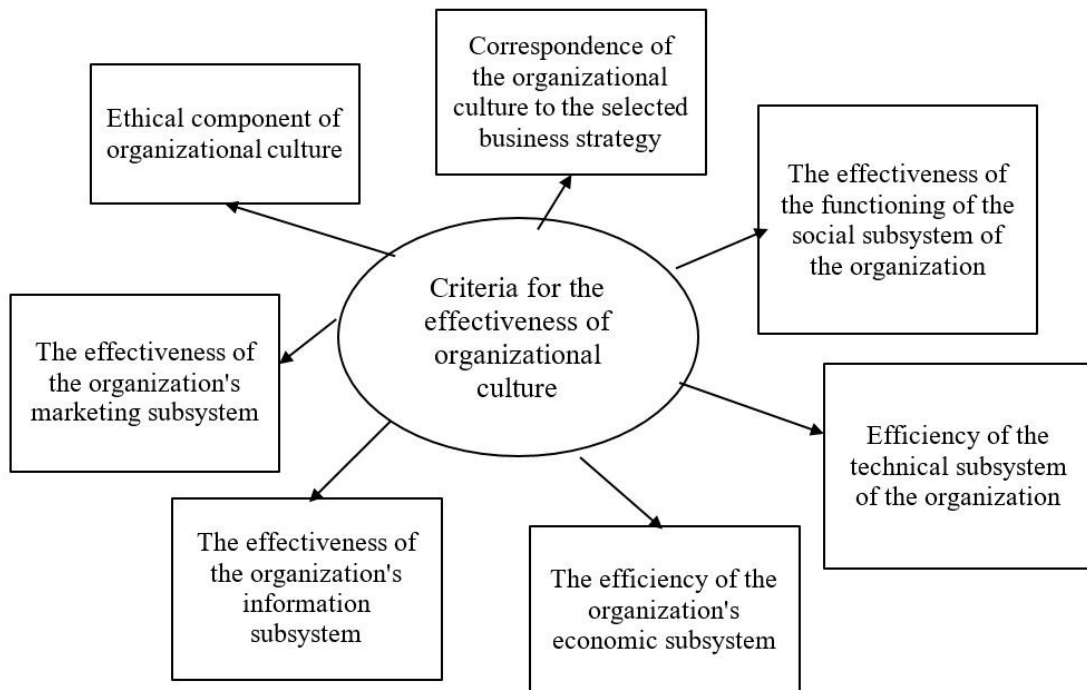 Correspondence of
the organizational
culture to the selected
business strategy
Ethical component of
organizational culture
The effectiveness of
the functioning of the
social subsystem of
the organization
Criteria for the
effectiveness of
organizational
culture
The effectiveness of
the organization's
marketing subsystem
Efficiency of the
technical subsystem
of the organization
The effectiveness of
the organization's
information
subsystem
The efficiency of the
organization's
economic subsystem